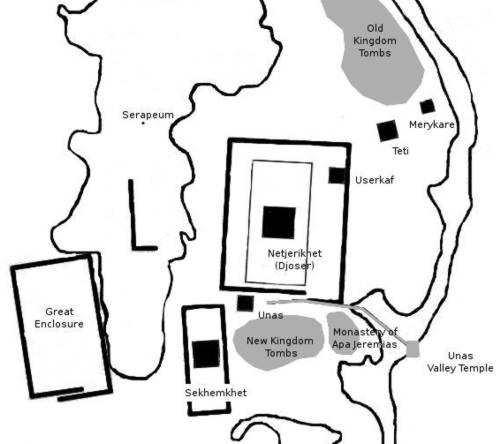 Old
Kingdom
Tombs
Serapeum
Merykare
Teti
Userkaf
Netjerikhet
(Djoser)
Great
Enclosure
Unas
New Kingdom
Tombs
Monastery of
Apa Jeremias
Unas
Valley Temple
Sekhemkhet